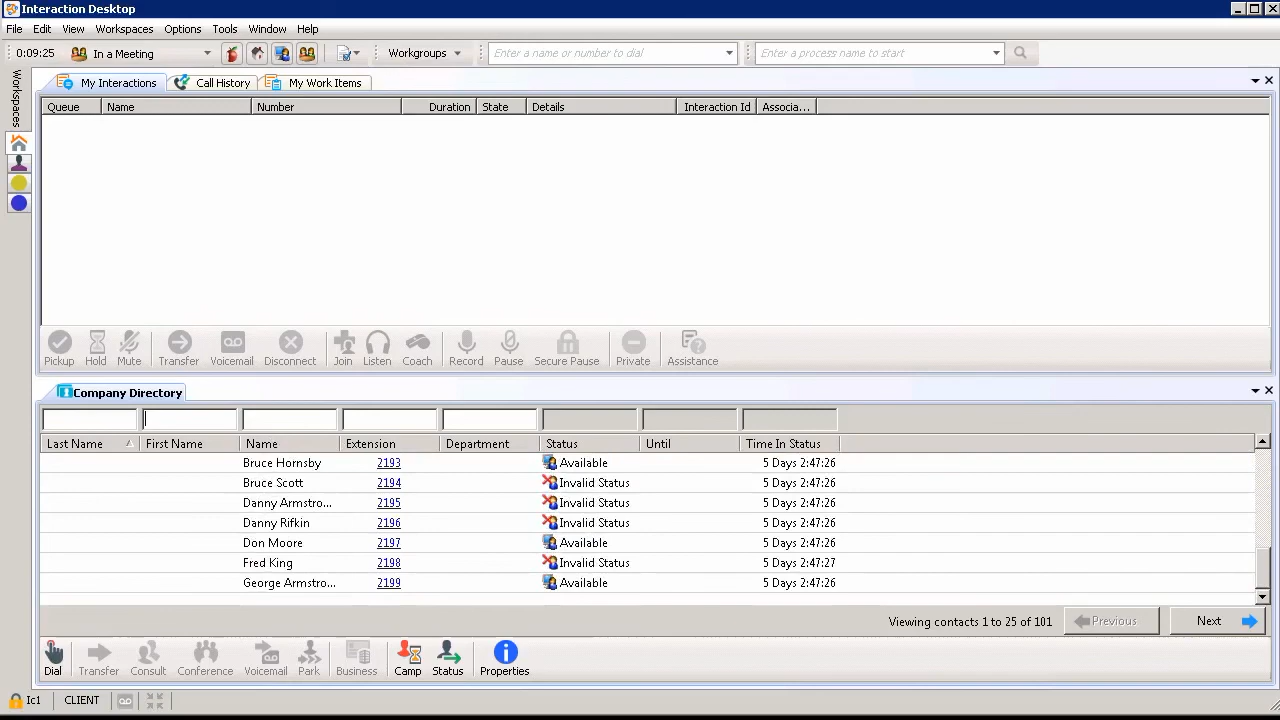 Interaction Desktop
File Edit View Workspaces Options Tools Window Help
0:09:25 In a Meeting Workgroups Enter a name or number to dial Enter a process name to start
Workspaces
My Interactions Call History My Work Items
Queue Name Number Duration State Details Interaction Id Associa...
Pickup Hold Mute Transfer Voicemail Disconnect Join Listen Coach Record Pause Secure Pause Private Assistance
Company Directory
Last Name First Name Name Extension Department Status Until Time In Status
Bruce Hornsby 2193 Available 5 Days 2:47:26
Bruce Scott 2194 Invalid Status 5 Days 2:47:26
Danny Armstro... 2195 Invalid Status 5 Days 2:47:26
Danny Rifkin 2196 Invalid Status 5 Days 2:47:26
Don Moore 2197 Available 5 Days 2:47:26
Fred King 2198 Invalid Status 5 Days 2:47:27
George Armstro... 2199 Available 5 Days 2:47:26
Viewing contacts 1 to 25 of 101 Previous Next
Dial Transfer Consult Conference Voicemail Park Business Camp Status Properties
Ic1 CLIENT